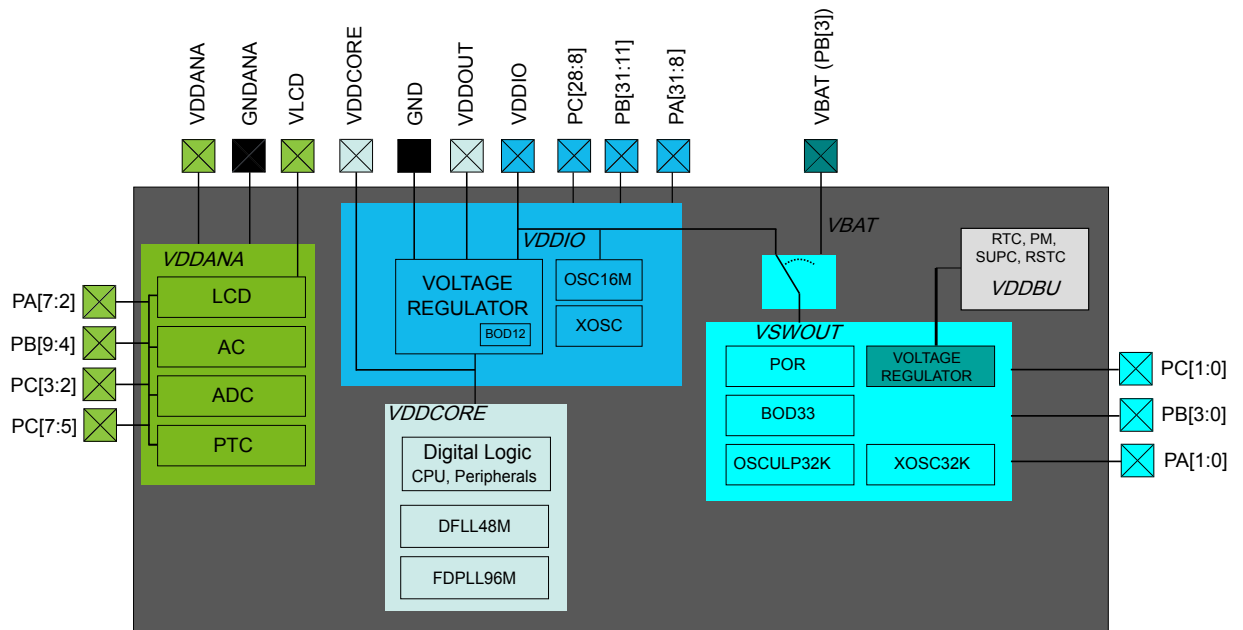 VDDANA
GNDANA
VLCD
VDDCORE
GND
VDDOUT
VDDIO
PC[28:8]
PB[31:11]
PA[31:8]
VBAT (PB[3])
PA[7:2]
PB[9:4]
PC[3:2]
PC[7:5]
VDDANA
LCD
AC
ADC
PTC
VDDIO
VOLTAGE
REGULATOR
BOD12
OSC16M
XOSC
VDDCORE
Digital Logic
CPU, Peripherals
DFLL48M
FDPLL96M
VBAT
RTC, PM,
SUPC, RSTC
VDDBU
VSWOUT
POR
VOLTAGE
REGULATOR
BOD33
OSCULP32K
XOSC32K
PC[1:0]
PB[3:0]
PA[1:0]